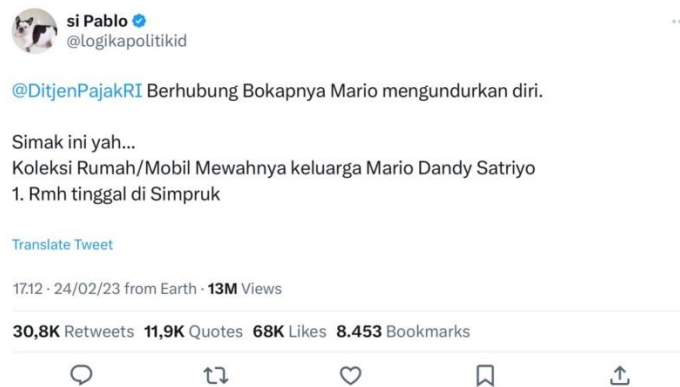 si Pablo
@logikapolitikid
@DitjenPajakRI Berhubung Bokapnya Mario mengundurkan diri.
Simak ini yah...
Koleksi Rumah/Mobil Mewahnya keluarga Mario Dandy Satriyo
1. Rmh tinggal di Simpruk
Translate Tweet
17.12 · 24/02/23 from Earth · 13M Views
30,8K Retweets 11,9K Quotes 68K Likes 8.453 Bookmarks